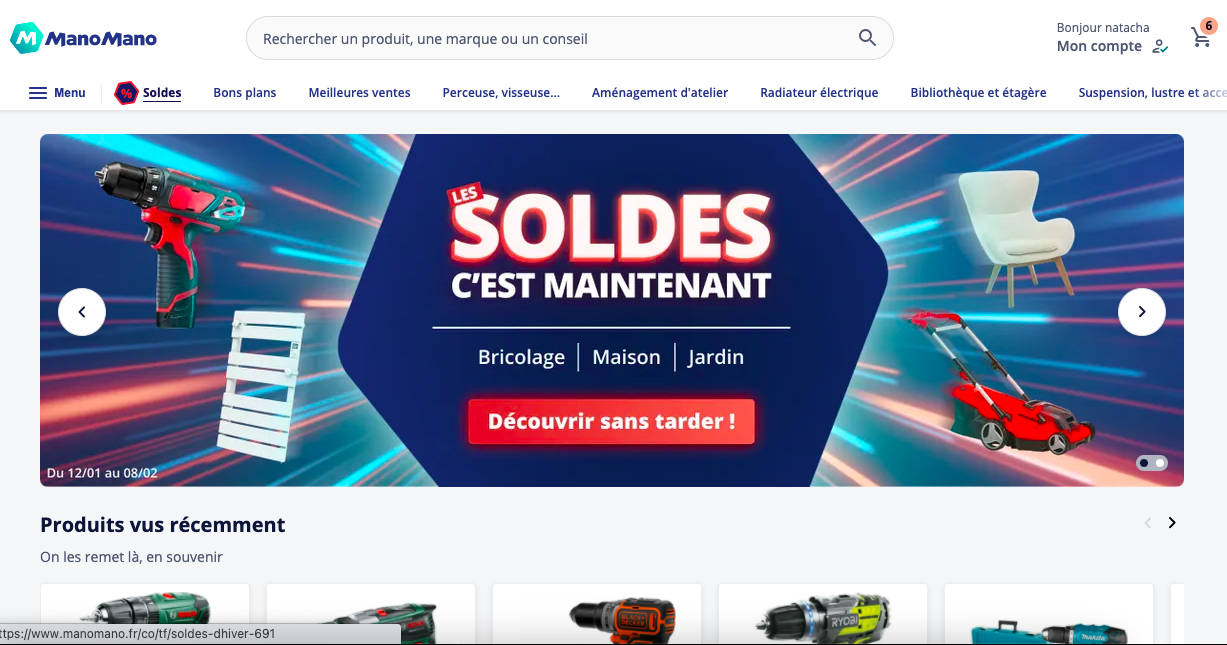 ManoMano
Rechercher un produit, une marque ou un conseil
Bonjour natacha
Mon compte
6
Menu
%
Soldes
Bons plans
Meilleures ventes
Perceuse, visseuse...
Aménagement d'atelier
Radiateur électrique
Bibliothèque et étagère
Suspension, lustre et acce
LES
SOLDES
C'EST MAINTENANT
Bricolage | Maison | Jardin
Découvrir sans tarder !
Du 12/01 au 08/02
Produits vus récemment
On les remet là, en souvenir
BLACK+DECKER
RYOBI
makita
ttps://www.manomano.fr/co/tf/soldes-dhiver-691